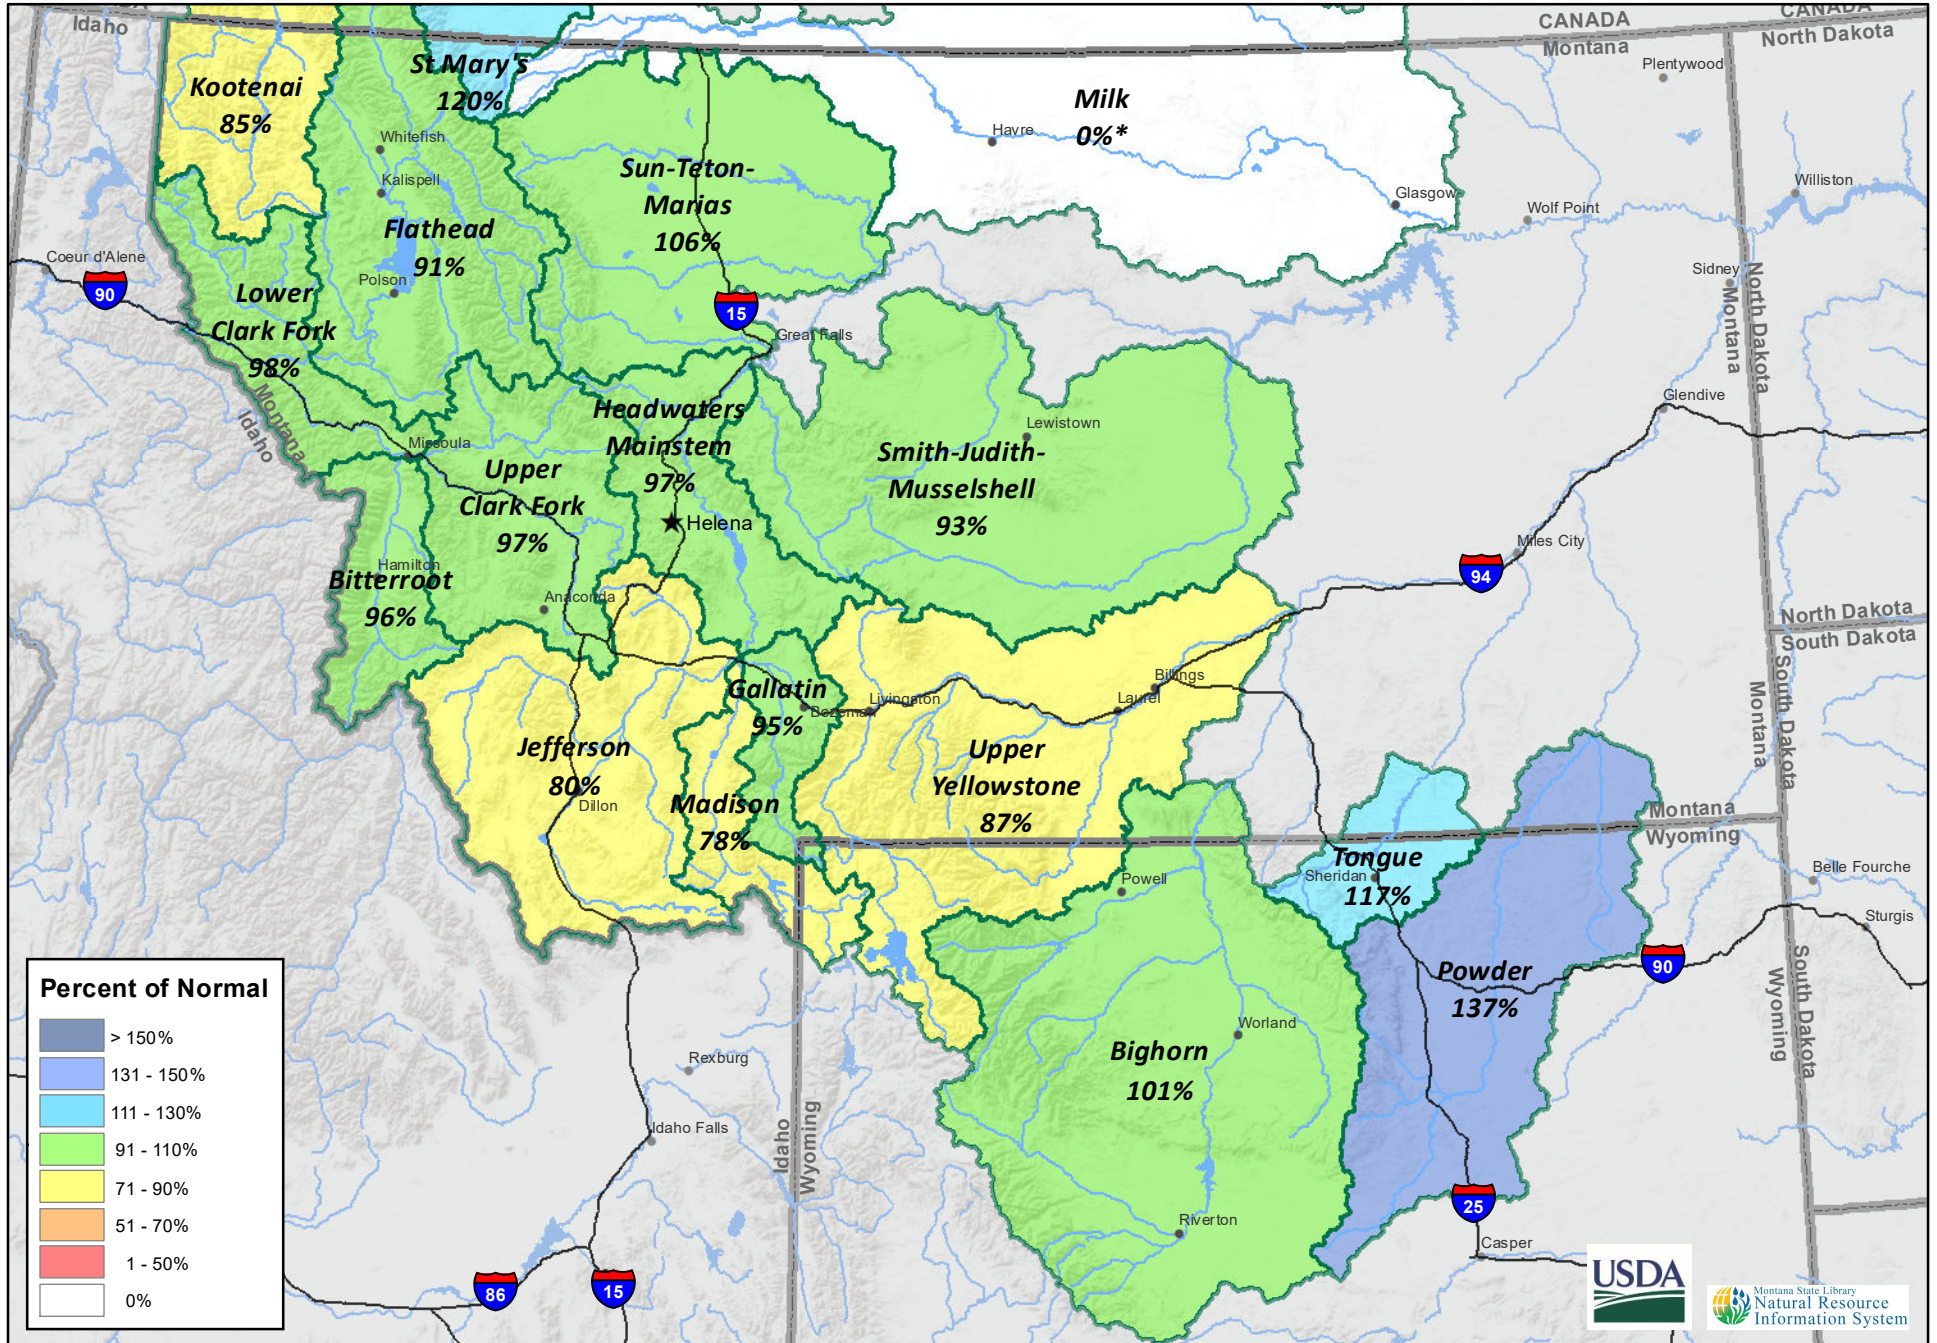 CANADA
Idaho
CANADA
Montana
CANADA
North Dakota
Kootenai
85%
St Mary's
120%
Milk
0%*
Plentywood
Whitefish
Havre
Sun-Teton-
Marias
106%
Kalispell
Glasgow
Williston
Wolf Point
Flathead
91%
Coeur d'Alene
90
Polson
Lower
Clark Fork
98%
15
Great Falls
Sidney
Montana
North Dakota
Montana
Idaho
Glendive
Headwaters
Mainstem
97%
Lewistown
Missoula
Smith-Judith-
Musselshell
93%
Upper
Clark Fork
97%
Helena
Miles City
94
Hamilton
Bitterroot
96%
Anaconda
North Dakota
South Dakota
Montana
South Dakota
Gallatin
95%
Bozeman
Livingston
Billings
Laurel
Jefferson
80%
Dillon
Madison
78%
Upper
Yellowstone
87%
Montana
Wyoming
Tongue
117%
Sheridan
Powell
Belle Fourche
Sturgis
90
Powder
137%
South Dakota
Wyoming
Worland
Bighorn
101%
Rexburg
Idaho Falls
Idaho
Wyoming
Riverton
25
Casper
86
15
Percent of Normal
> 150%
131 - 150%
111 - 130%
91 - 110%
71 - 90%
51 - 70%
1 - 50%
0%
USDA
Montana State Library
Natural Resource
Information System